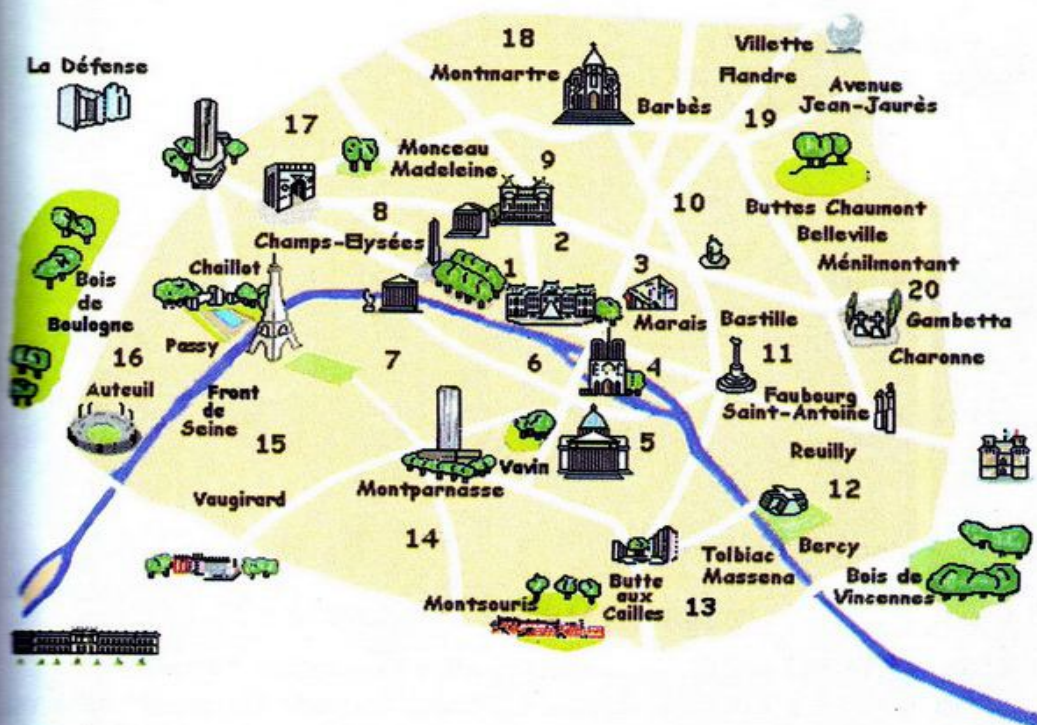 18
Montmartre
Villette
Flandre
La Défense
Avenue
Jean-Jaurès
Barbès
19
17
Monceau
Madeleine
9
8
10
Buttes Chaumont
Champs-Elysées
2
Belleville
Chaillot
1
3
Ménilmontant
Bois
de
Boulogne
20
Marais
Bastille
Gambetta
Passy
16
7
6
4
11
Charonne
Auteuil
Front
de
Seine
Faubourg
Saint-Antoine
15
5
Vavin
Reuilly
Vaugirard
Montparnasse
12
14
Tolbiac
Massena
Bercy
Montsouris
Butte
aux
Cailles
13
Bois de
Vincennes